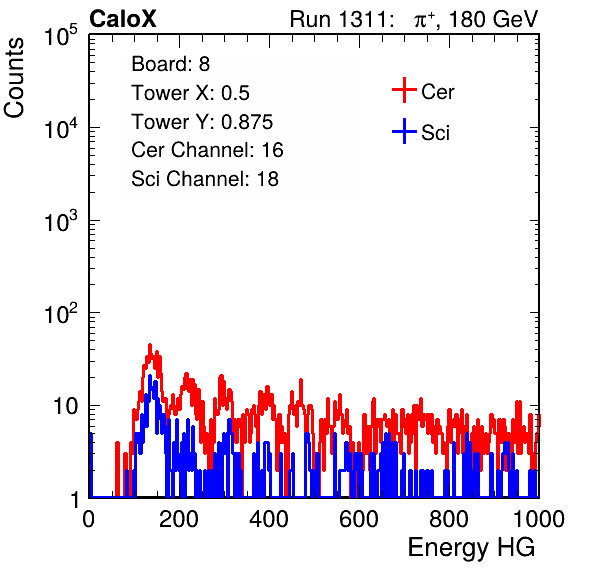 CaloX Run 1311: π⁺, 180 GeV
Board: 8
Tower X: 0.5
Tower Y: 0.875
Cer Channel: 16
Sci Channel: 18
Cer
Sci
Counts
10⁵
10⁴
10³
10²
10
1
0 200 400 600 800 1000
Energy HG